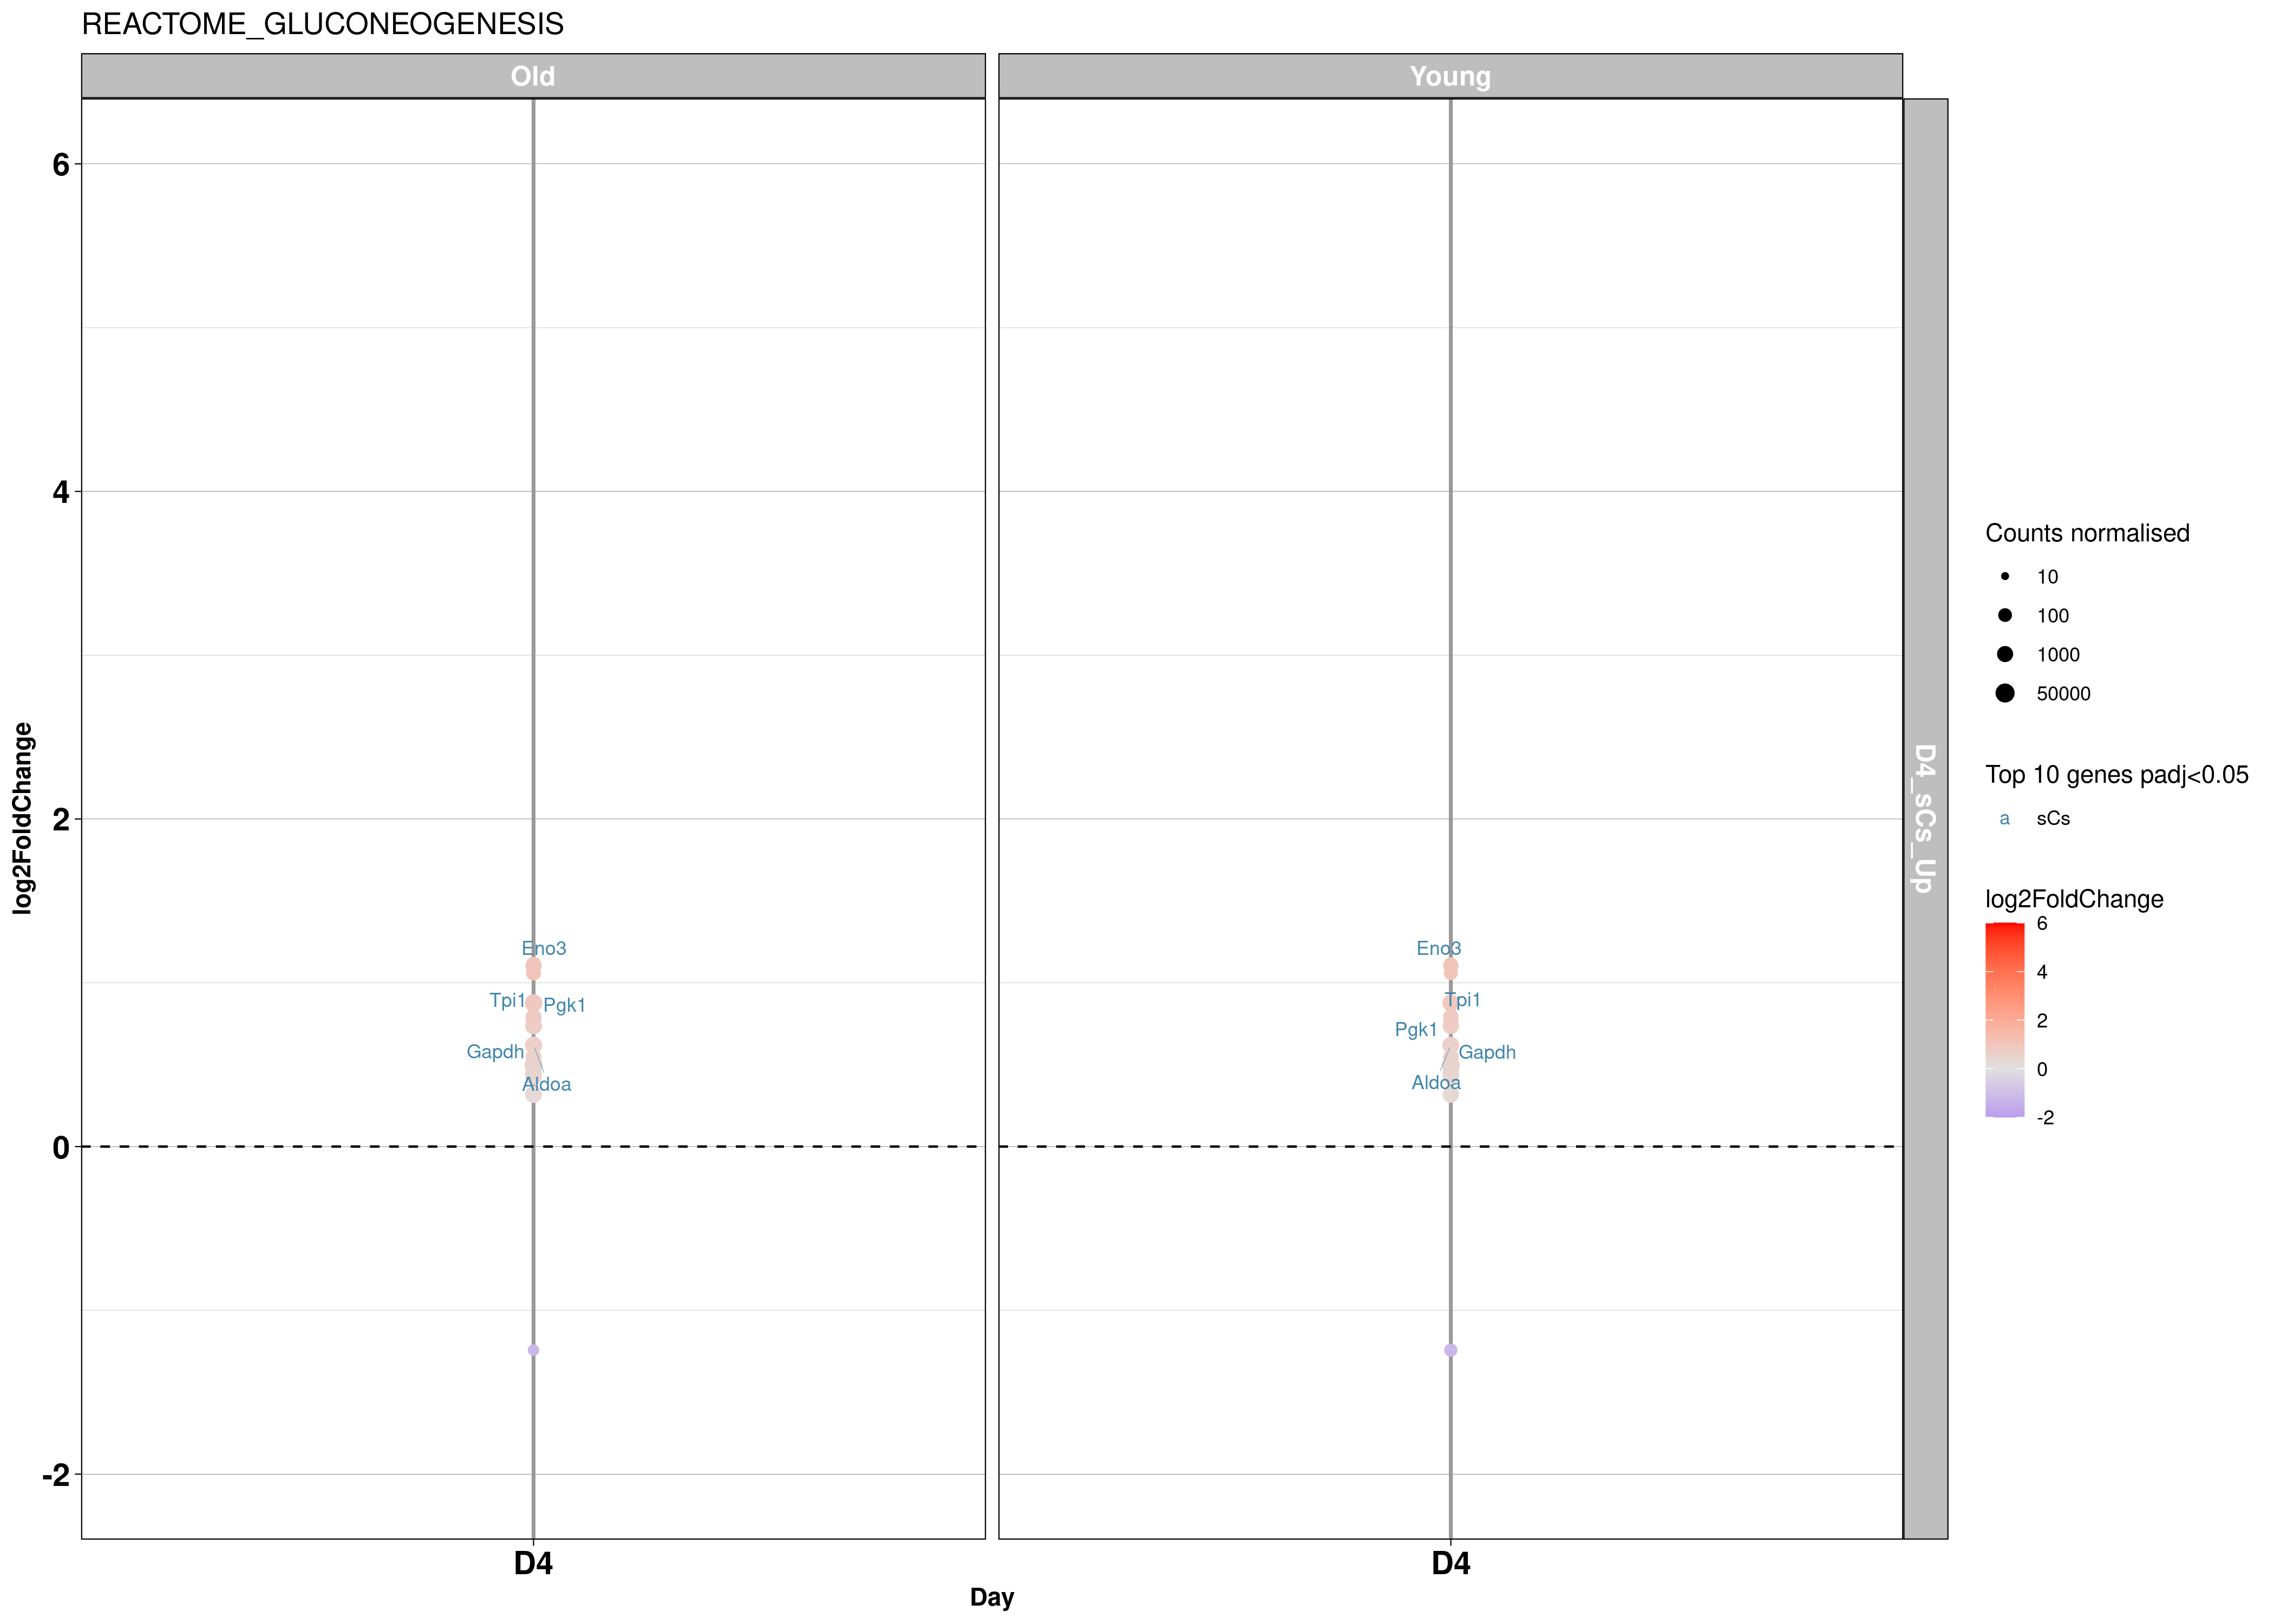 REACTOME_GLUCONEOGENESIS
Old
Young
6
4
2
0
-2
log2FoldChange
Eno3
Tpi1
Pgk1
Gapdh
Aldoa
Eno3
Tpi1
Pgk1
Gapdh
Aldoa
D4_sCs_Up
D4
D4
Day
Counts normalised
10
100
1000
50000
Top 10 genes padj<0.05
a sCs
log2FoldChange
6
4
2
0
-2